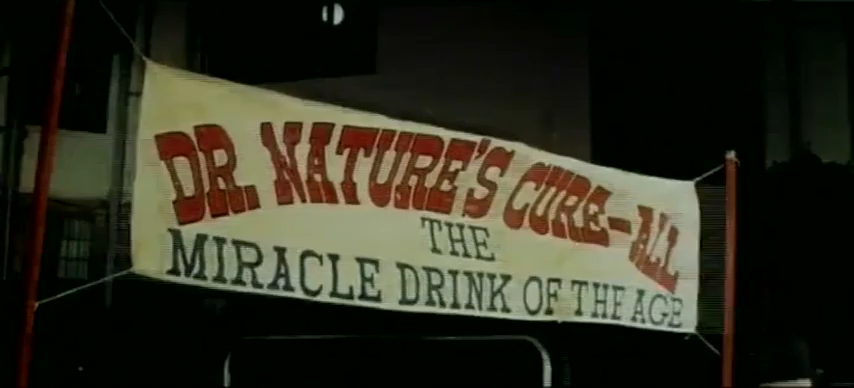 DR. NATURE'S CURE-ALL
THE
MIRACLE DRINK OF THE AGE